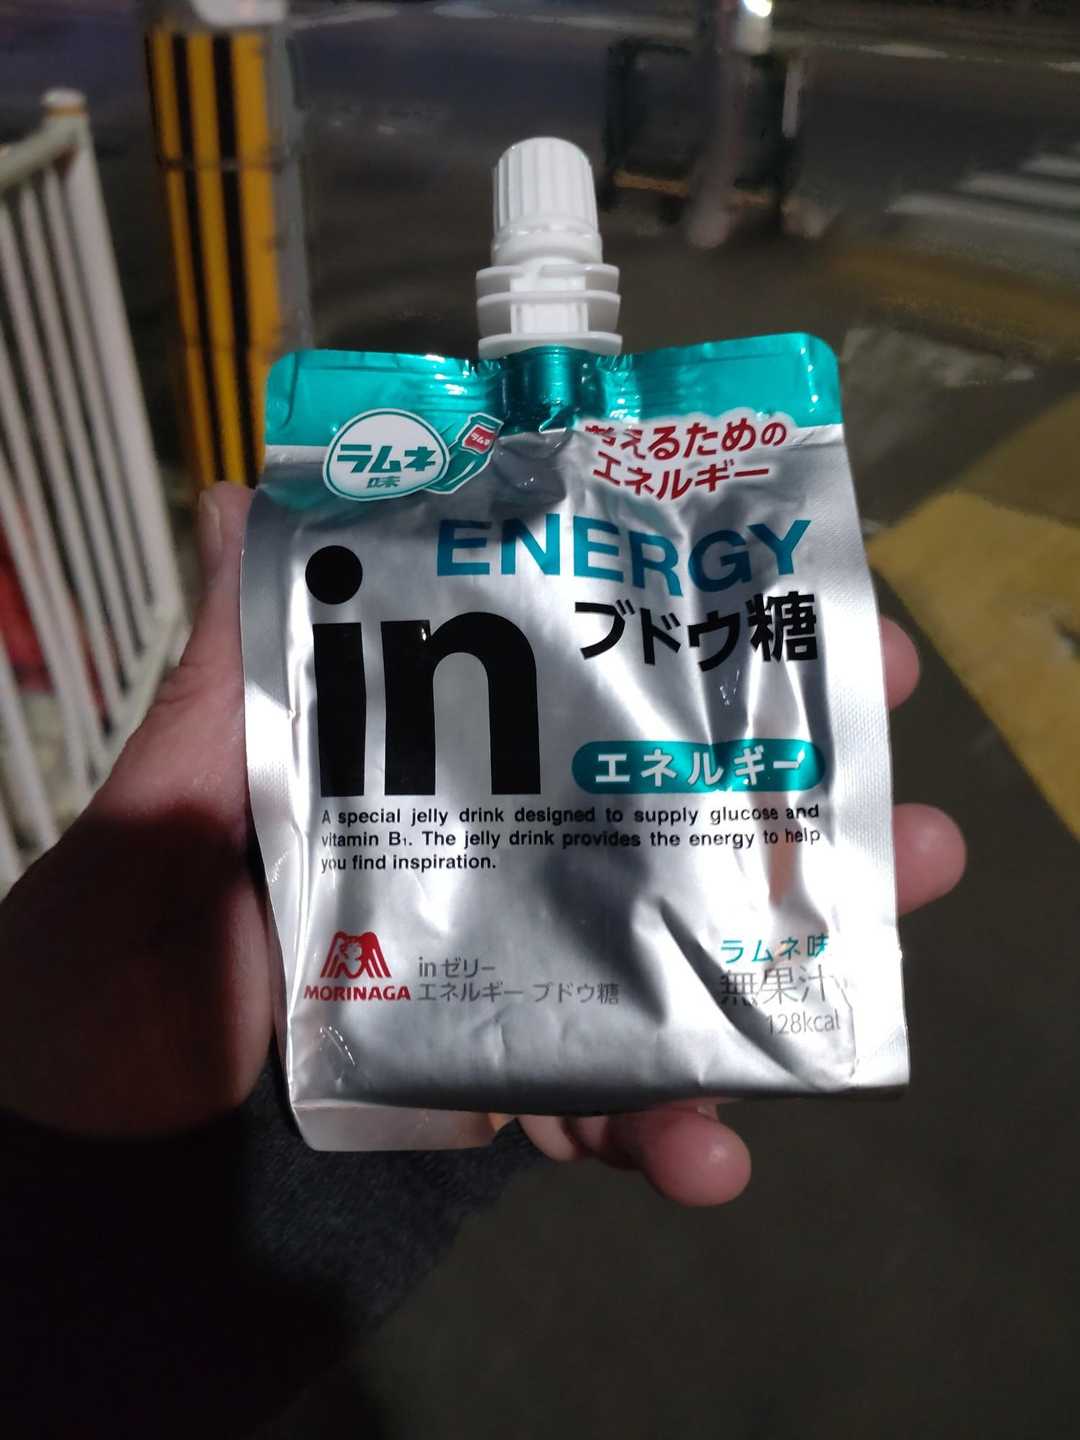 ラムネ
味
ラムネ
考えるための
エネルギー
ENERGY
in
ブドウ糖
エネルギー
A special jelly drink designed to supply glucose and
vitamin B1. The jelly drink provides the energy to help
you find inspiration.
MORINAGA
inゼリー
エネルギー ブドウ糖
ラムネ味
無果汁
128kcal